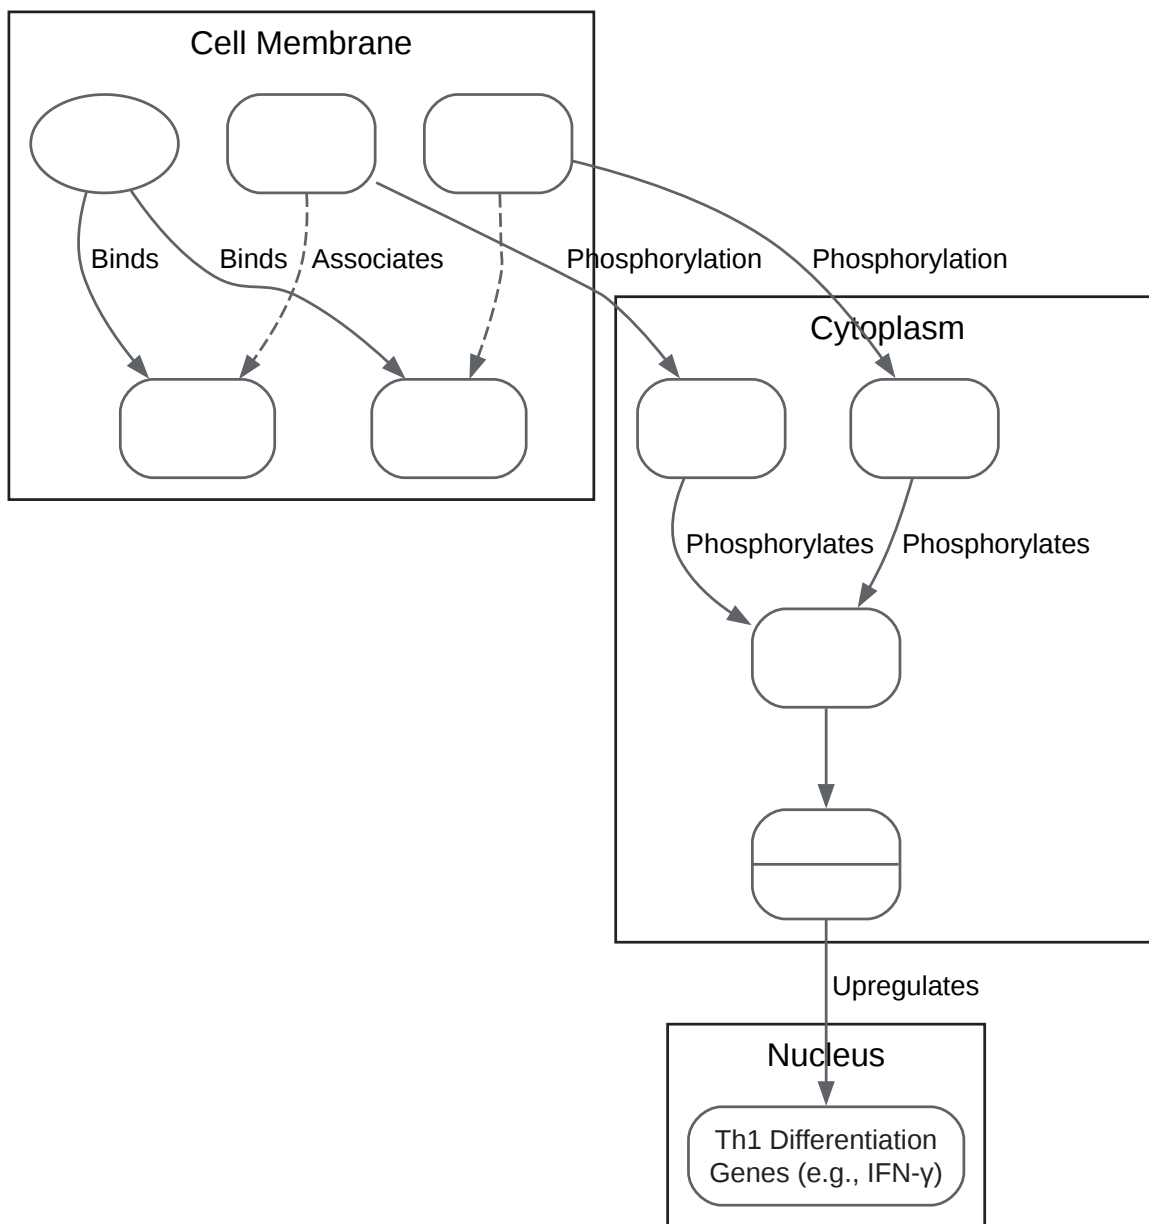 Cell Membrane
Binds
Binds
Associates
Phosphorylation
Phosphorylation
Cytoplasm
Phosphorylates
Phosphorylates
Upregulates
Nucleus
Th1 Differentiation
Genes (e.g., IFN-γ)